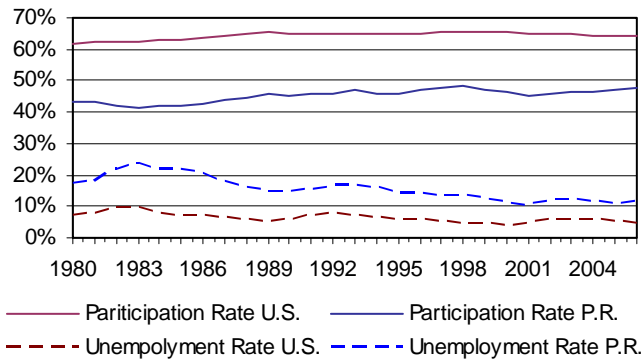 70%
60%
50%
40%
30%
20%
10%
0%
1980 1983 1986 1989 1992 1995 1998 2001 2004
Pariticipation Rate U.S. Participation Rate P.R.
Unempolyment Rate U.S. Unemployment Rate P.R.